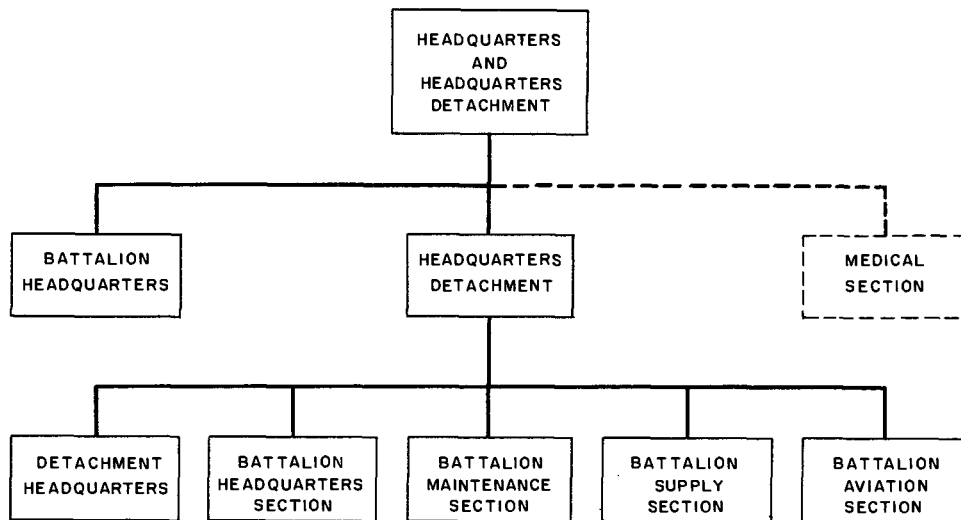 HEADQUARTERS
AND
HEADQUARTERS
DETACHMENT
BATTALION
HEADQUARTERS
HEADQUARTERS
DETACHMENT
MEDICAL
SECTION
DETACHMENT
HEADQUARTERS
BATTALION
HEADQUARTERS
SECTION
BATTALION
MAINTENANCE
SECTION
BATTALION
SUPPLY
SECTION
BATTALION
AVIATION
SECTION